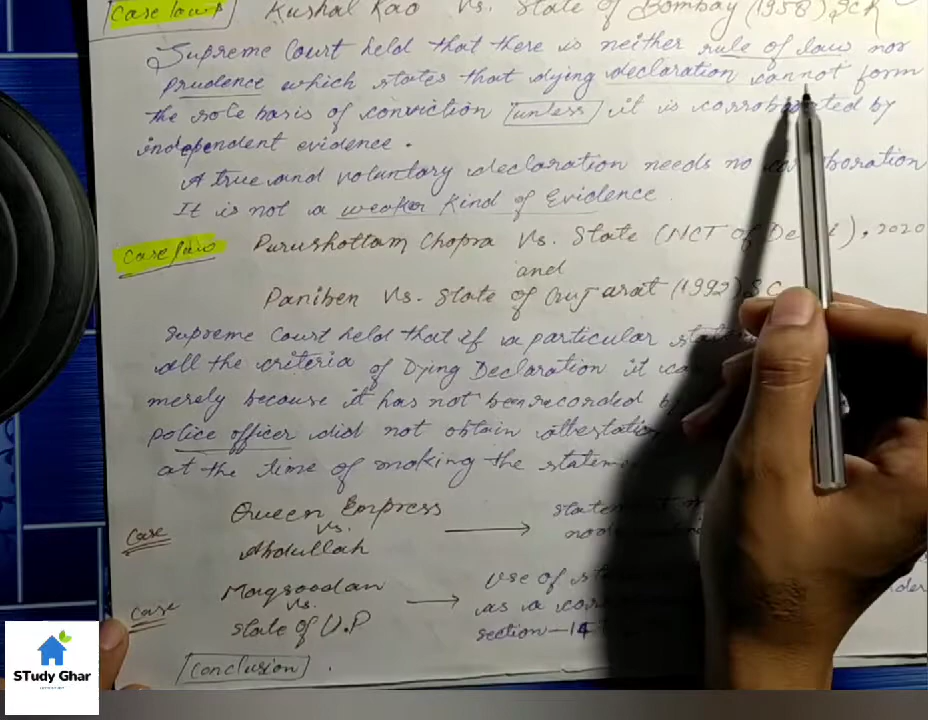 Case law Kushal Rao Vs. State of Bombay (1958) SCR
Supreme Court held that there is neither rule of law nor
prudence which states that dying declaration cannot form
the sole basis of conviction unless it is corroborated by
independent evidence.
A true and voluntary declaration needs no corroboration
It is not a weaker kind of Evidence.
Case law Purushottam Chopra Vs. State (NCT of Delhi), 2020
and
Paniben Vs. State of Gujarat (1992) SC
Supreme Court held that if a particular
all the criteria of Dying Declaration it
merely because it has not been recorded
police officer did not obtain attestation
at the time of making the
Case Queen Empress
Vs.
Abdullah
Case Maqsoodan
Vs.
State of U.P
Use of
as a
section-14
Conclusion.
STudy Ghar